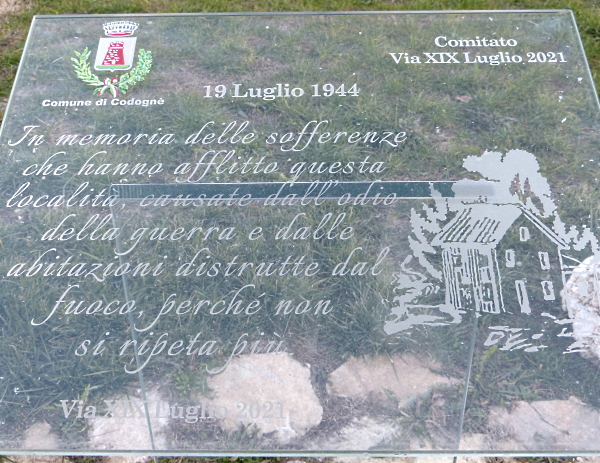 Comune di Codognè
Comitato
Via XIX Luglio 2021
19 Luglio 1944
In memoria delle sofferenze
che hanno afflitto questa
località, causate dall'odio
della guerra e dalle
abitazioni distrutte dal
fuoco, perché non
si ripeta più
Via XIX Luglio 2021